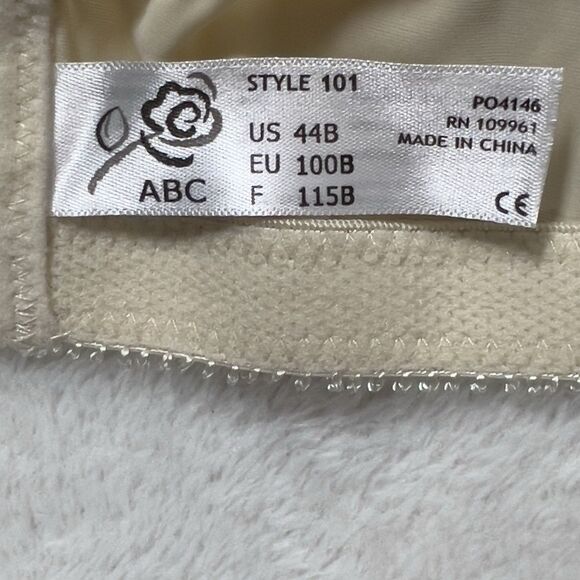 STYLE 101
US 44B
EU 100B
F 115B
ABC
PO4146
RN 109961
MADE IN CHINA
CE